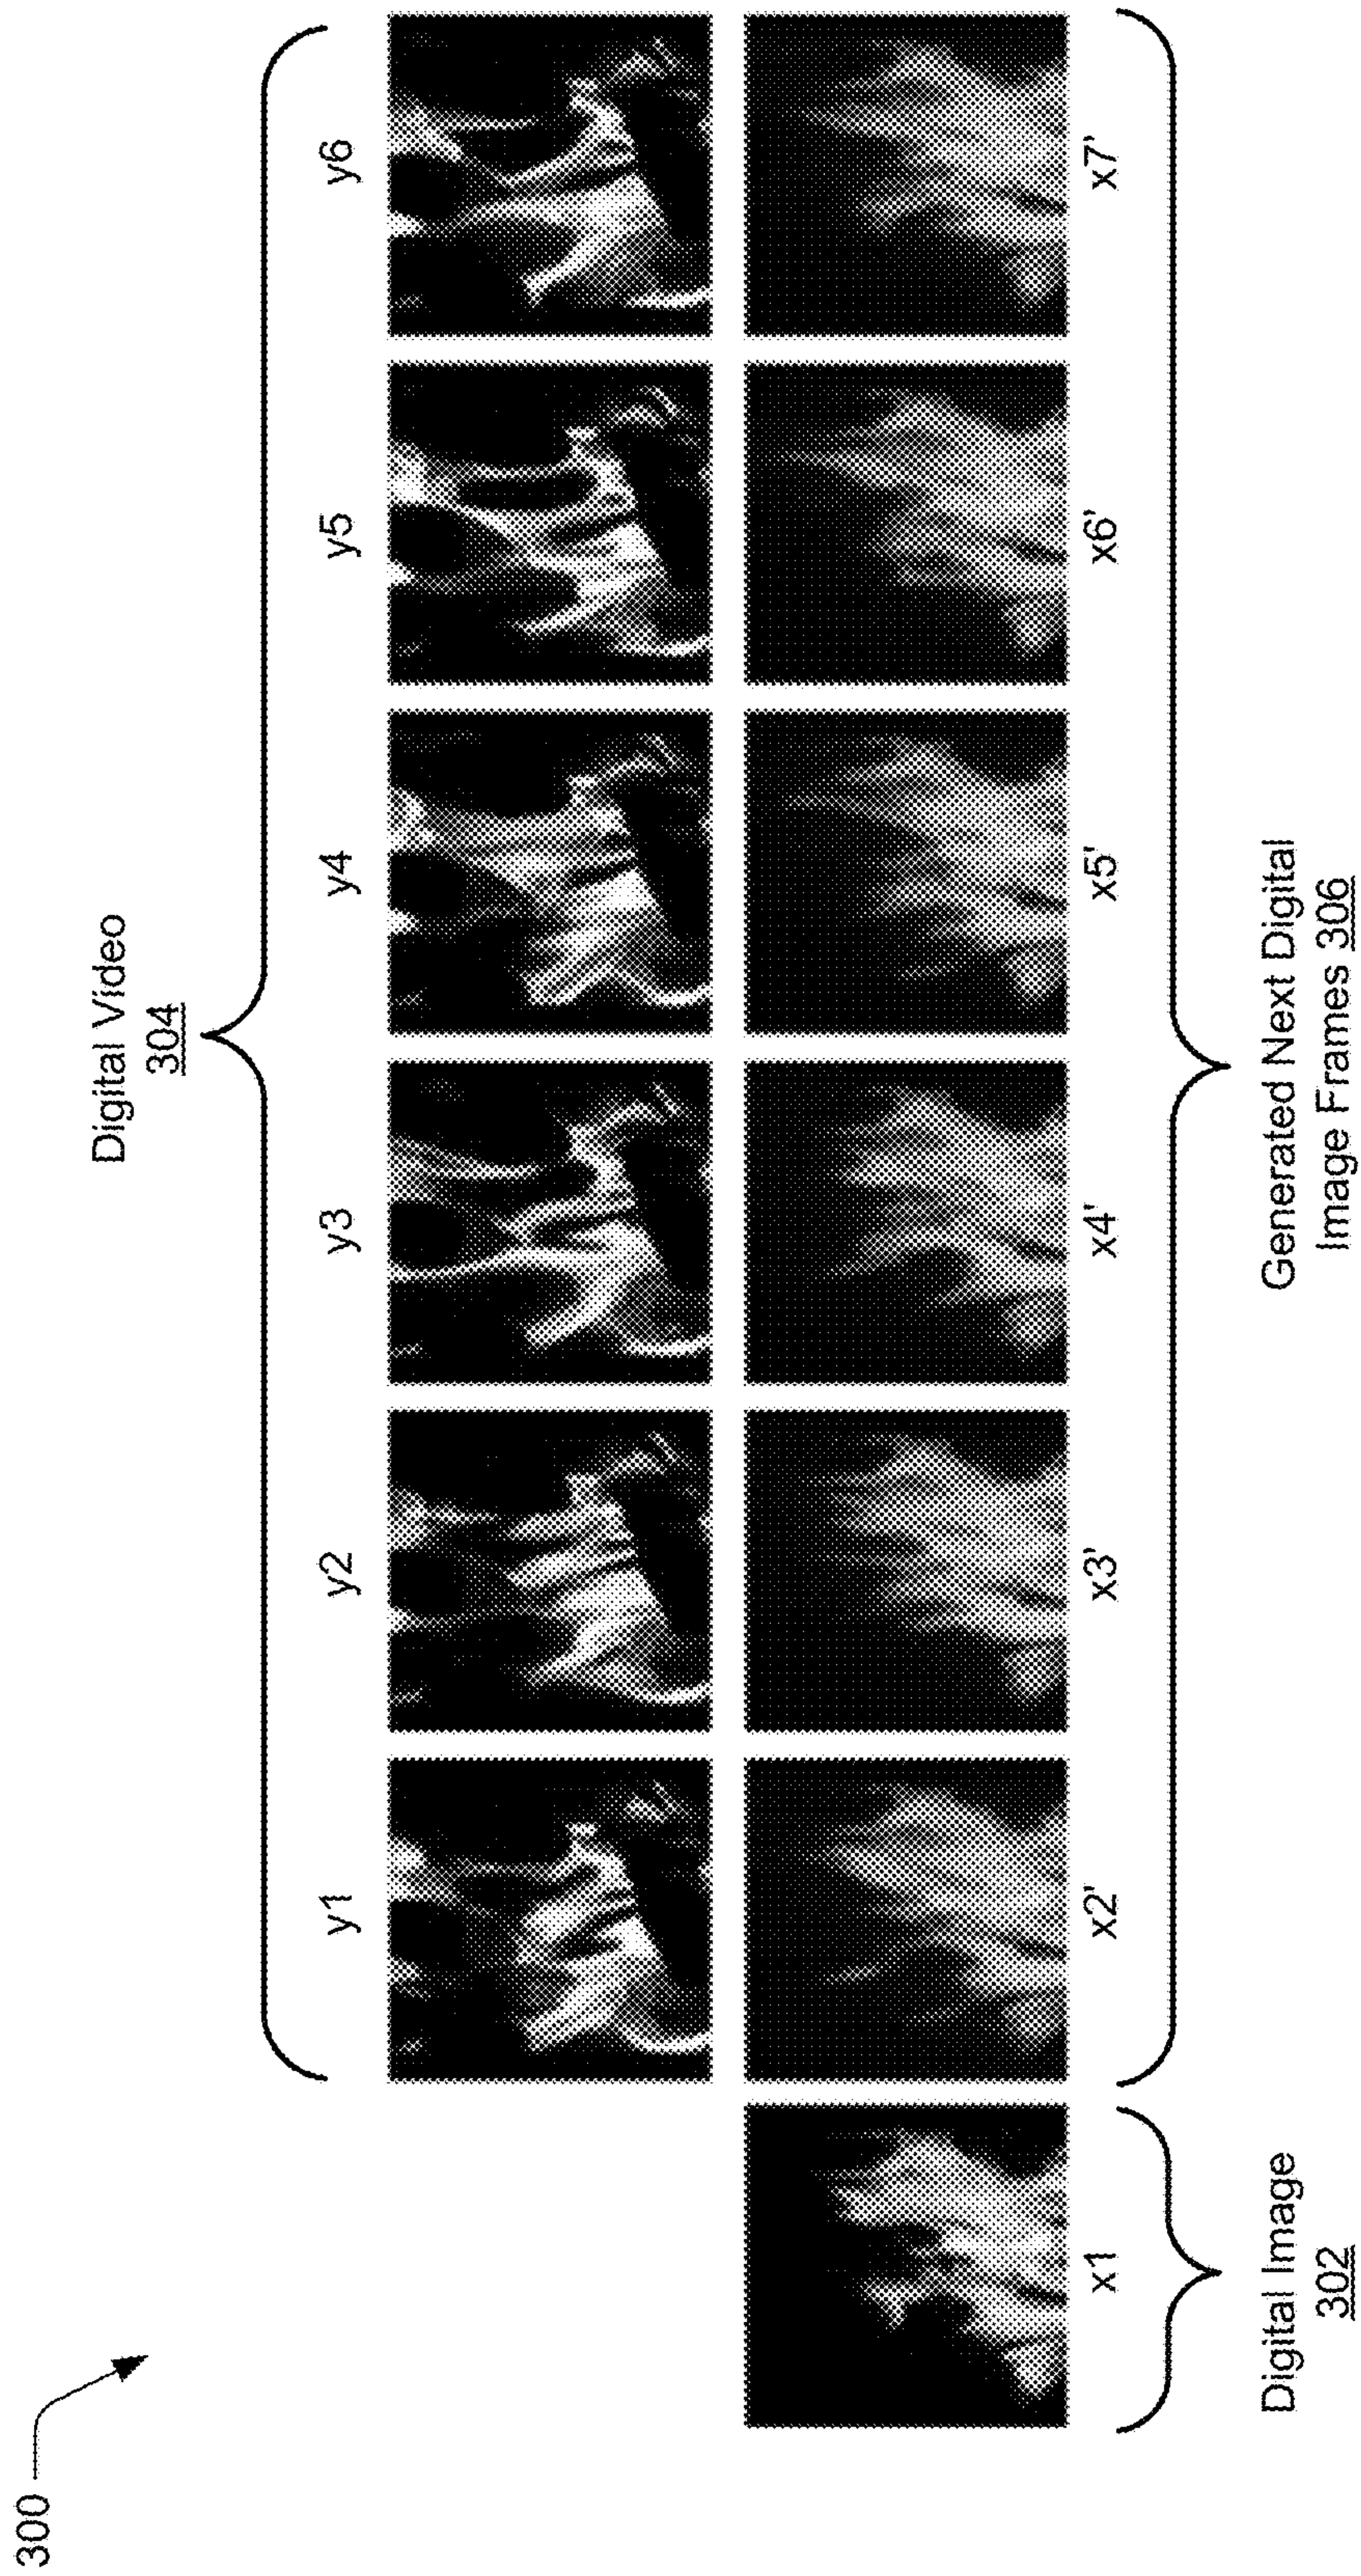 300
Digital Video
304
y1 y2 y3 y4 y5 y6
x1 x2' x3' x4' x5' x6' x7'
Digital Image
302
Generated Next Digital
Image Frames 306